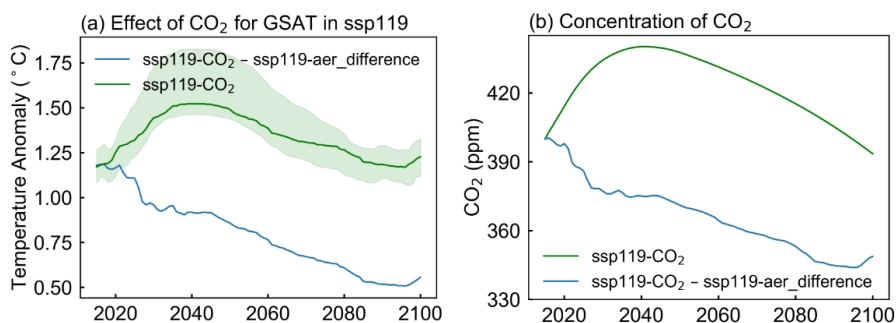 (a) Effect of CO₂ for GSAT in ssp119
Temperature Anomaly (°C)
1.75
1.50
1.25
1.00
0.75
0.50
ssp119-CO₂ – ssp119-aer_difference
ssp119-CO₂
2020 2040 2060 2080 2100
(b) Concentration of CO₂
CO₂ (ppm)
420
390
360
330
ssp119-CO₂
ssp119-CO₂ – ssp119-aer_difference
2020 2040 2060 2080 2100